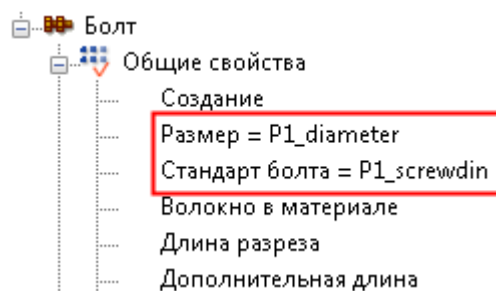 Болт
Общие свойства
Создание
Размер = P1_diameter
Стандарт болта = P1_screwdin
Волокно в материале
Длина разреза
Дополнительная длина